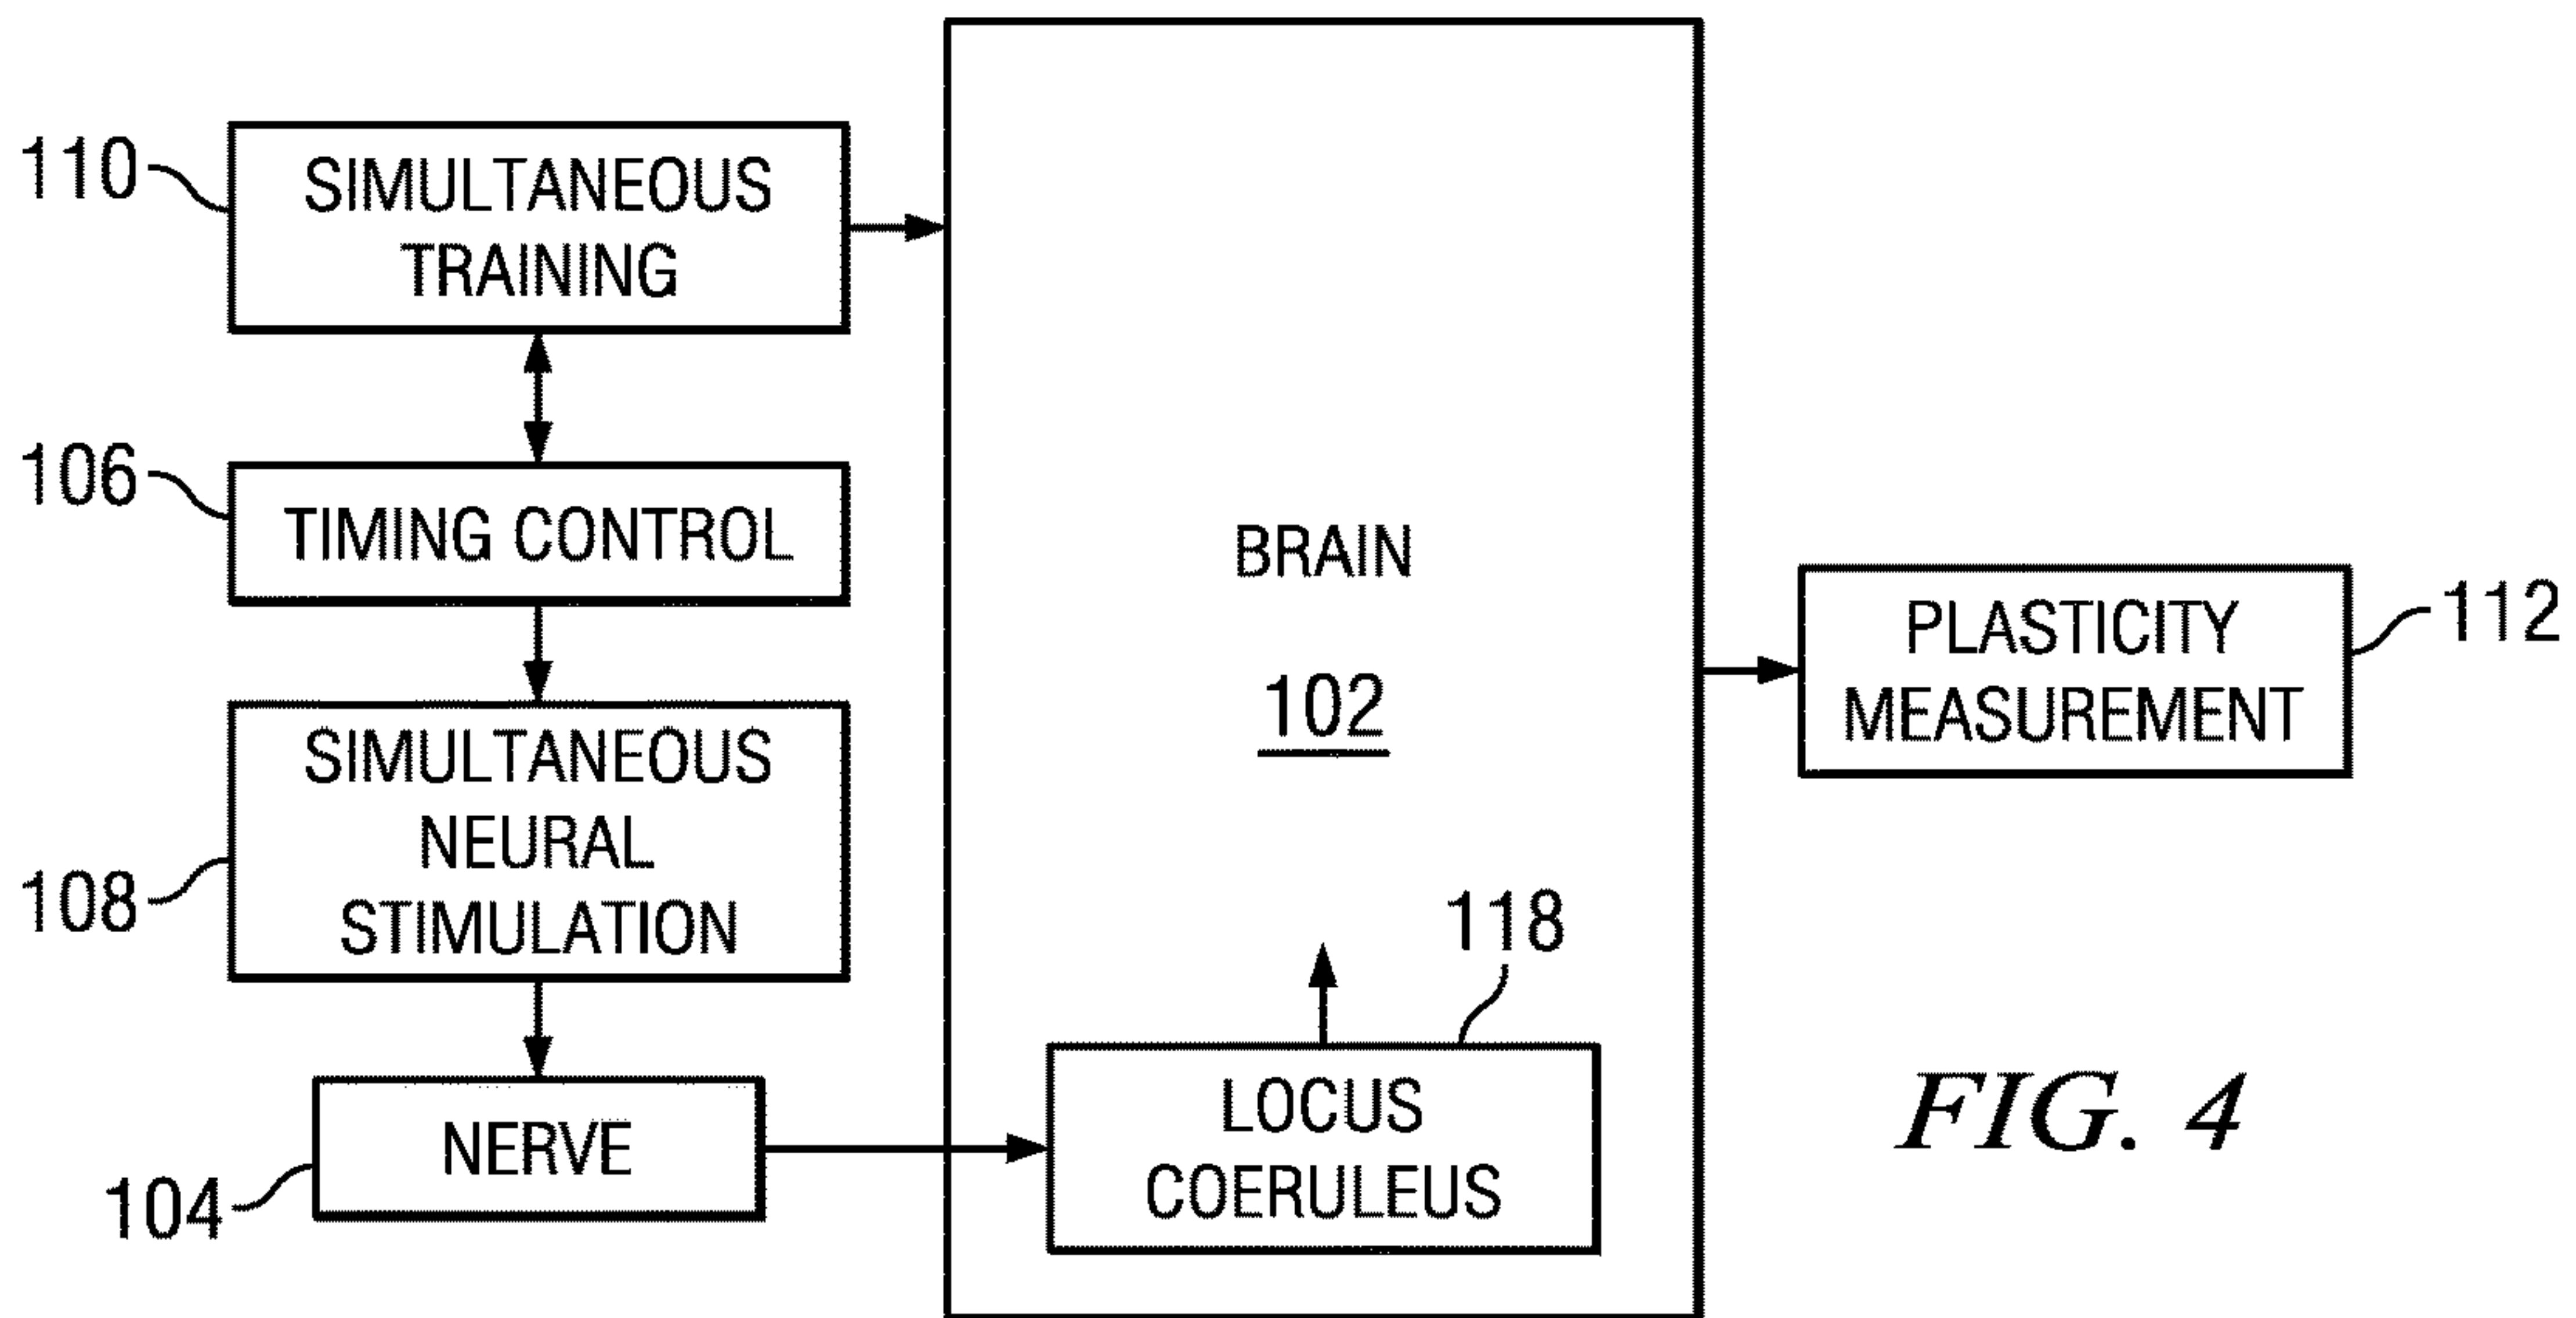 110
SIMULTANEOUS
TRAINING
106
TIMING CONTROL
108
SIMULTANEOUS
NEURAL
STIMULATION
104
NERVE
BRAIN
102
118
LOCUS
COERULEUS
PLASTICITY
MEASUREMENT
112
FIG. 4